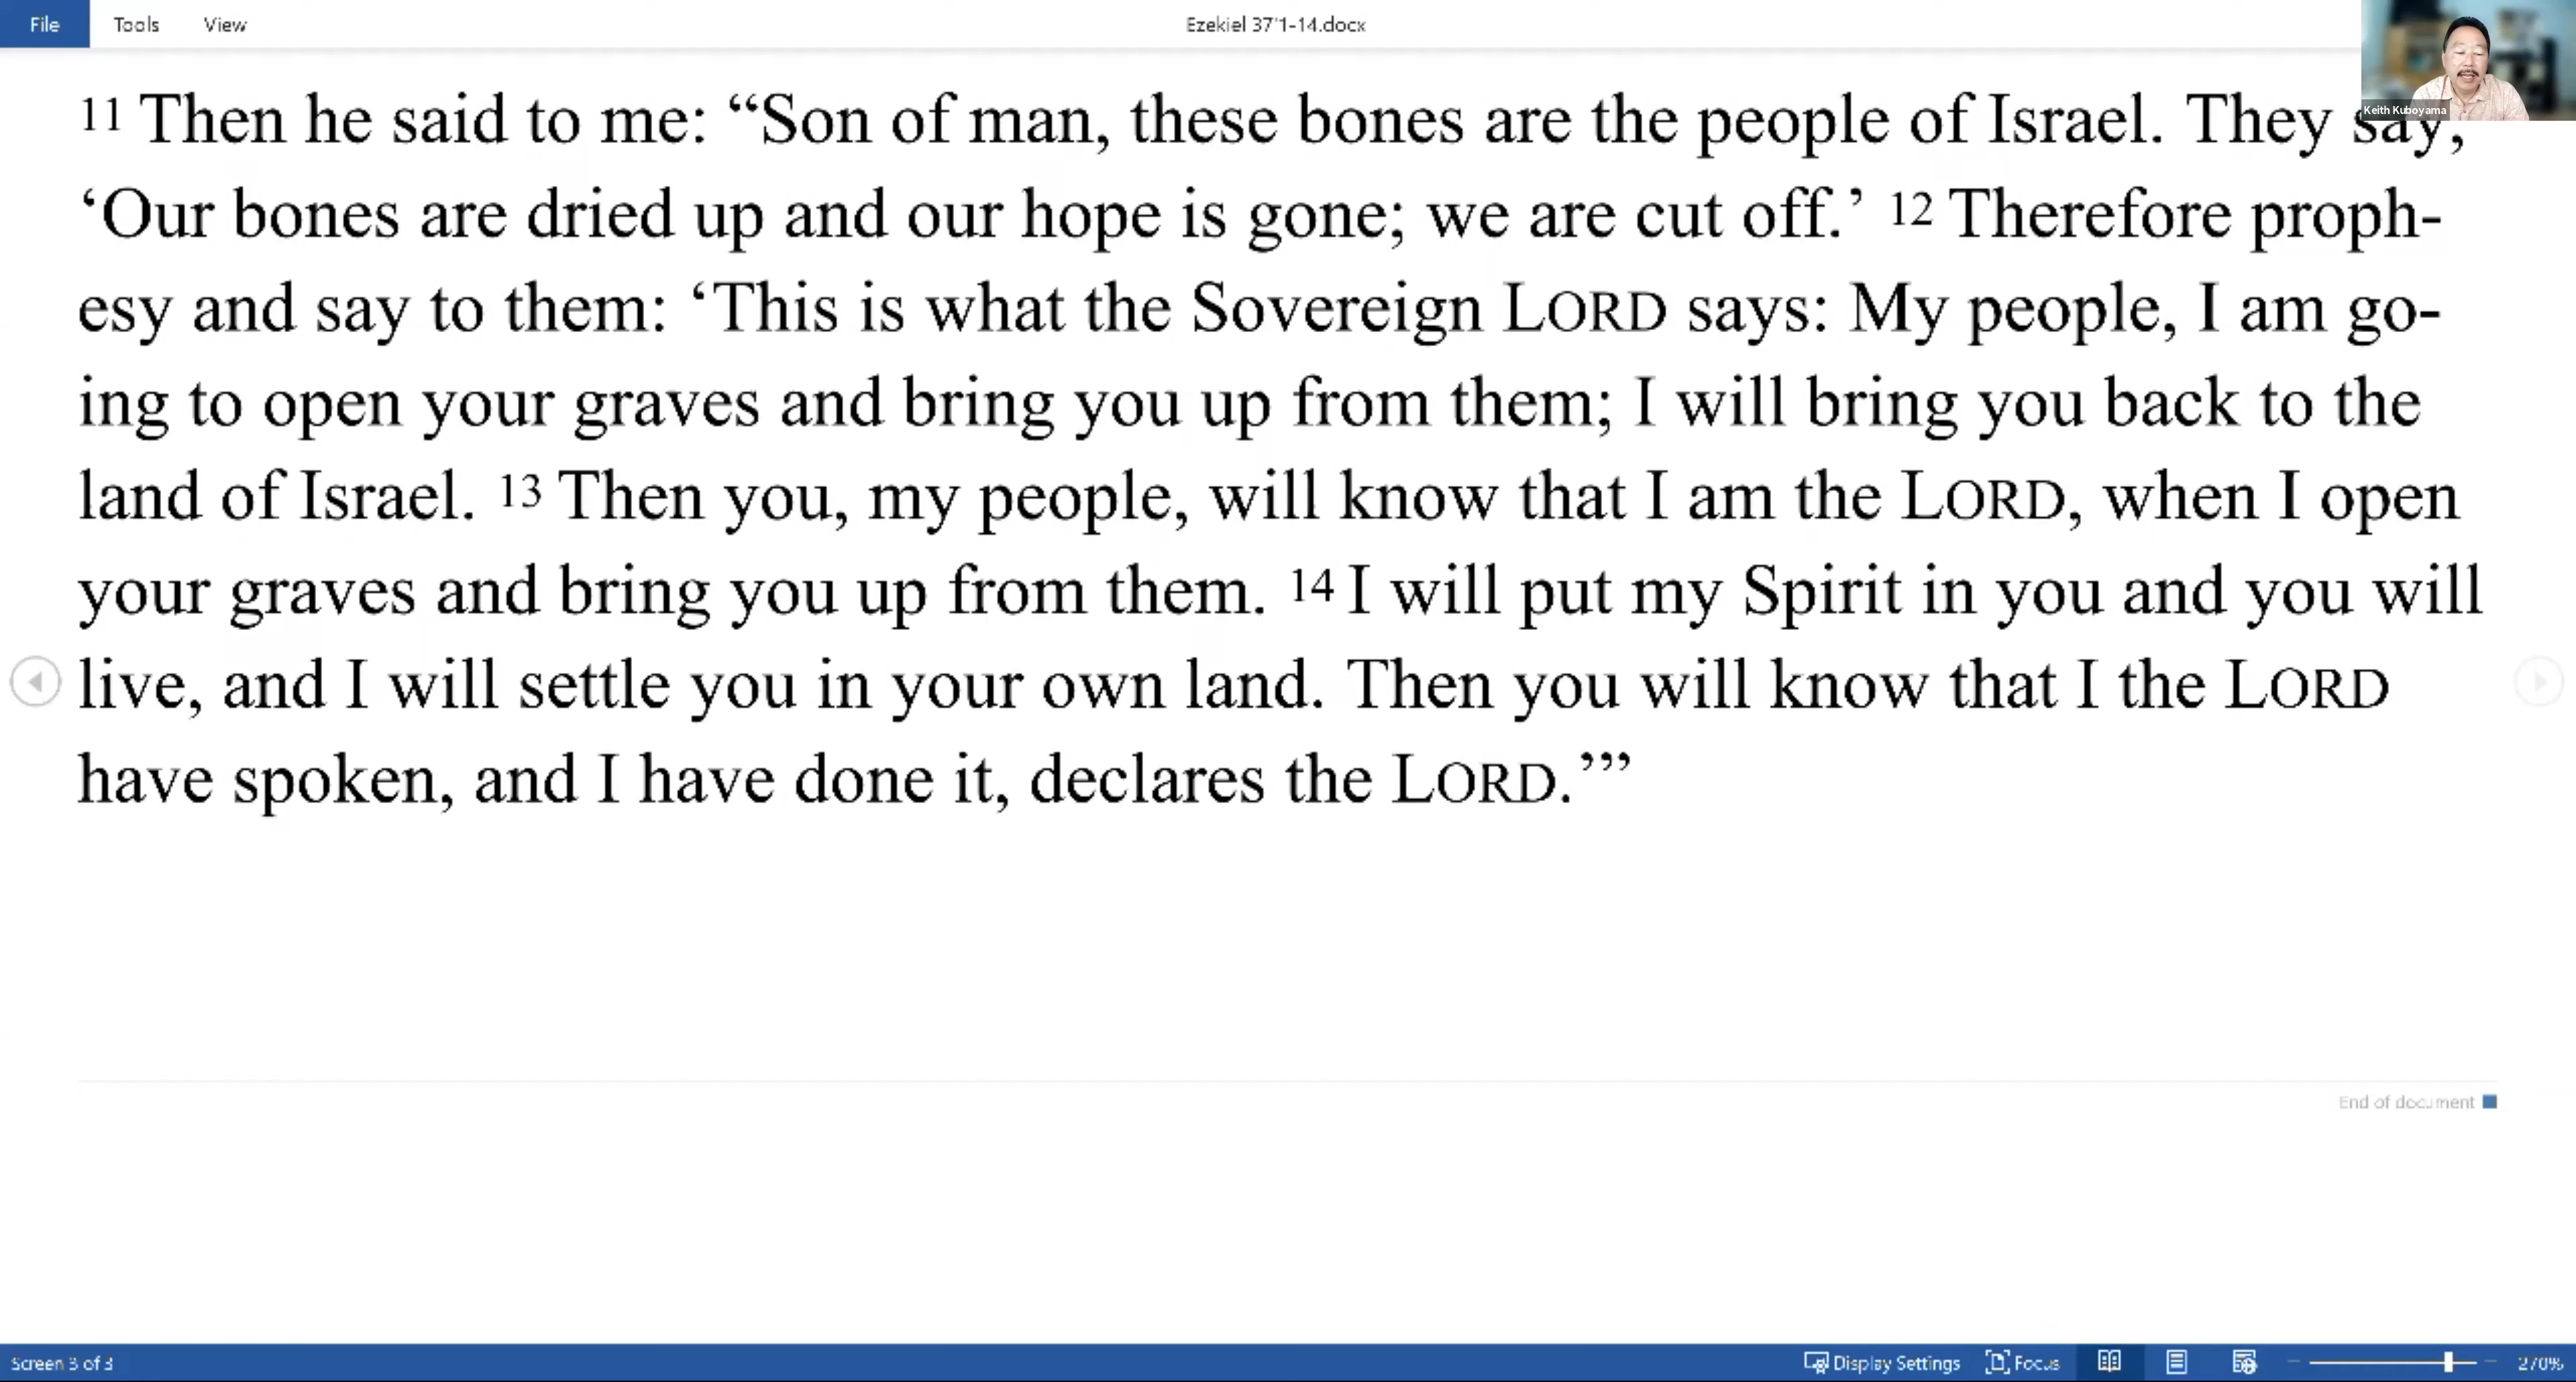 File Tools View Ezekiel 37'1-14.docx
Keith Kuboyama
11 Then he said to me: “Son of man, these bones are the people of Israel. They say,
‘Our bones are dried up and our hope is gone; we are cut off.’ 12 Therefore proph-
esy and say to them: ‘This is what the Sovereign LORD says: My people, I am go-
ing to open your graves and bring you up from them; I will bring you back to the
land of Israel. 13 Then you, my people, will know that I am the LORD, when I open
your graves and bring you up from them. 14 I will put my Spirit in you and you will
live, and I will settle you in your own land. Then you will know that I the LORD
have spoken, and I have done it, declares the LORD.’”
End of document
Screen 3 of 3 Display Settings Focus 270%